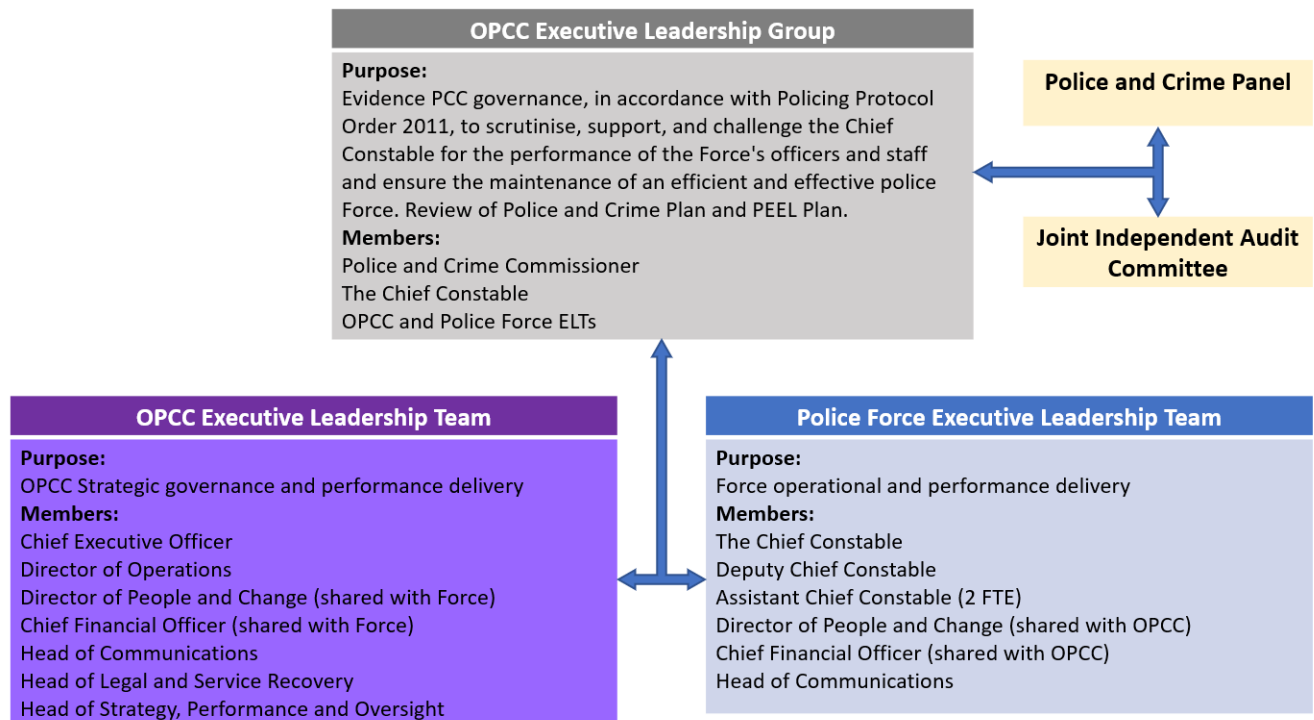 OPCC Executive Leadership Group
Purpose:
Evidence PCC governance, in accordance with Policing Protocol
Order 2011, to scrutinise, support, and challenge the Chief
Constable for the performance of the Force's officers and staff
and ensure the maintenance of an efficient and effective police
Force. Review of Police and Crime Plan and PEEL Plan.
Members:
Police and Crime Commissioner
The Chief Constable
OPCC and Police Force ELTs
Police and Crime Panel
Joint Independent Audit
Committee
OPCC Executive Leadership Team
Purpose:
OPCC Strategic governance and performance delivery
Members:
Chief Executive Officer
Director of Operations
Director of People and Change (shared with Force)
Chief Financial Officer (shared with Force)
Head of Communications
Head of Legal and Service Recovery
Head of Strategy, Performance and Oversight
Police Force Executive Leadership Team
Purpose:
Force operational and performance delivery
Members:
The Chief Constable
Deputy Chief Constable
Assistant Chief Constable (2 FTE)
Director of People and Change (shared with OPCC)
Chief Financial Officer (shared with OPCC)
Head of Communications